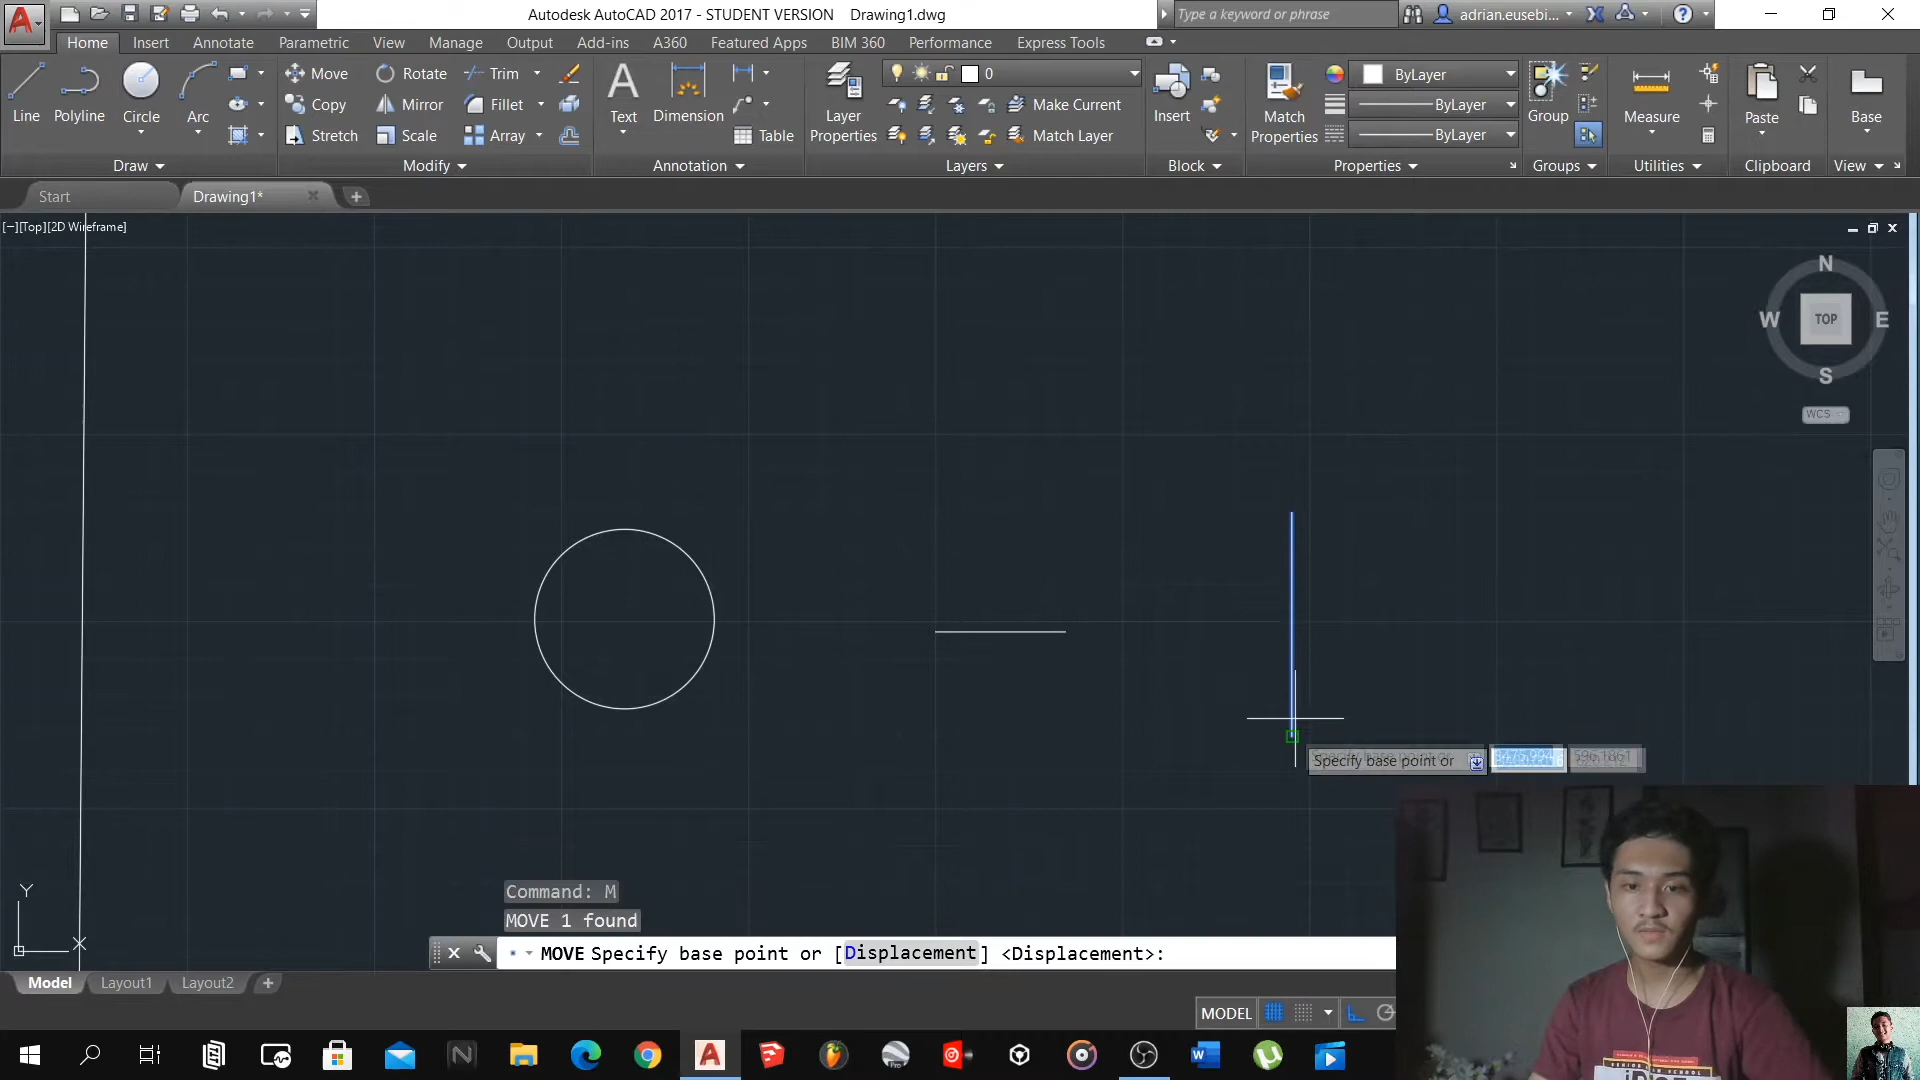 Autodesk AutoCAD 2017 - STUDENT VERSION Drawing1.dwg
Type a keyword or phrase
adrian.eusebi...
Home Insert Annotate Parametric View Manage Output Add-ins A360 Featured Apps BIM 360 Performance Express Tools
Move Rotate Trim
Copy Mirror Fillet
Stretch Scale Array
Line Polyline Circle Arc
Text Dimension
Table
Layer Properties
0
Make Current
Match Layer
Insert
Match Properties
ByLayer
ByLayer
ByLayer
Group
Measure
Paste
Base
Draw Modify Annotation Layers Block Properties Groups Utilities Clipboard View
Start Drawing1*
[−][Top][2D Wireframe]
N
W TOP E
S
WCS
Specify base point or
Y
X
Command: M
MOVE 1 found
MOVE Specify base point or [Displacement] <Displacement>:
Model Layout1 Layout2
MODEL